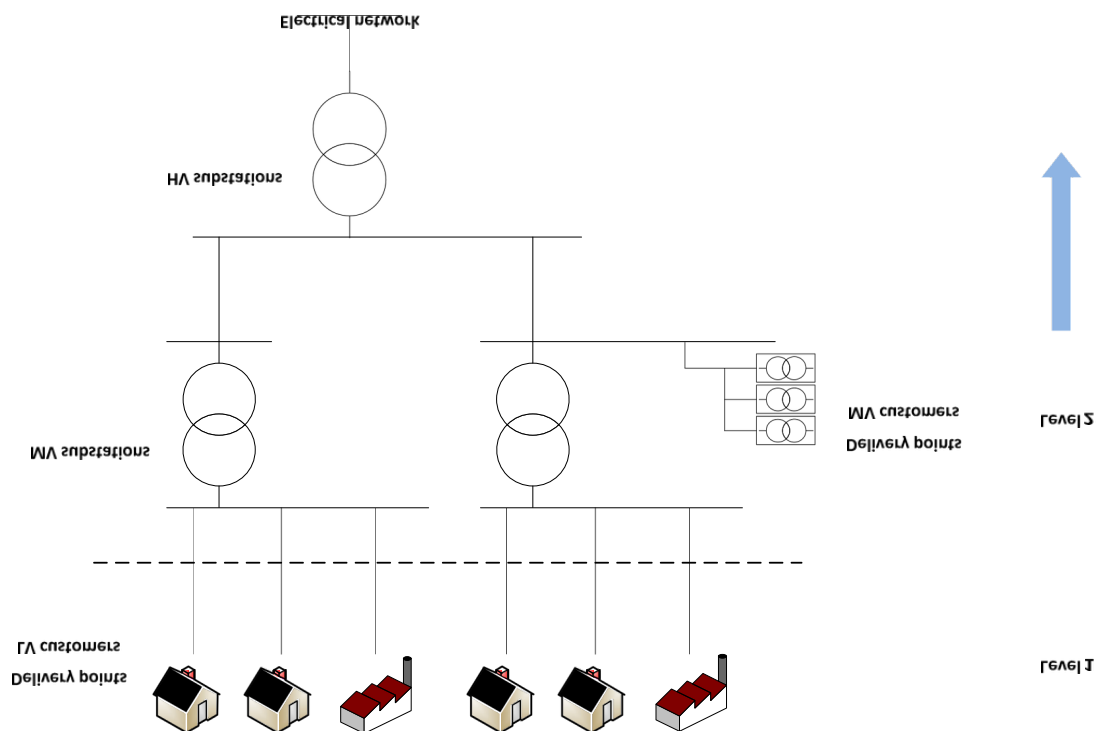 Electrical network
HV substations
MV customers
Delivery points
Level 2
MV substations
LV customers
Delivery points
Level 1